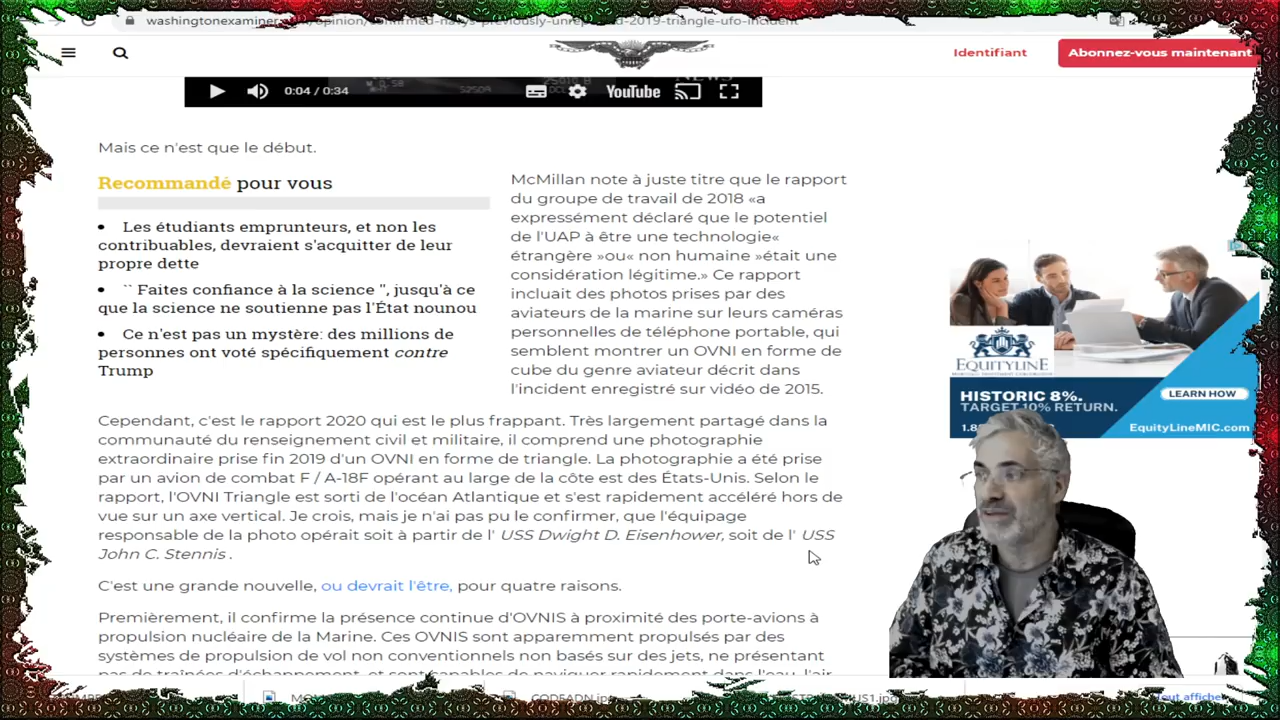 washingtonexaminer
2019-triangle-ufo-incident
Identifiant
Abonnez-vous maintenant
0:04 / 0:34
YouTube
Mais ce n'est que le début.
Recommandé pour vous
• Les étudiants emprunteurs, et non les
contribuables, devraient s'acquitter de leur
propre dette
• `` Faites confiance à la science '', jusqu'à ce
que la science ne soutienne pas l'État nounou
• Ce n'est pas un mystère: des millions de
personnes ont voté spécifiquement contre
Trump
McMillan note à juste titre que le rapport
du groupe de travail de 2018 «a
expressément déclaré que le potentiel
de l'UAP à être une technologie«
étrangère »ou« non humaine »était une
considération légitime.» Ce rapport
incluait des photos prises par des
aviateurs de la marine sur leurs caméras
personnelles de téléphone portable, qui
semblent montrer un OVNI en forme de
cube du genre aviateur décrit dans
l'incident enregistré sur vidéo de 2015.
Cependant, c'est le rapport 2020 qui est le plus frappant. Très largement partagé dans la
communauté du renseignement civil et militaire, il comprend une photographie
extraordinaire prise fin 2019 d'un OVNI en forme de triangle. La photographie a été prise
par un avion de combat F / A-18F opérant au large de la côte est des États-Unis. Selon le
rapport, l'OVNI Triangle est sorti de l'océan Atlantique et s'est rapidement accéléré hors de
vue sur un axe vertical. Je crois, mais je n'ai pas pu le confirmer, que l'équipage
responsable de la photo opérait soit à partir de l' USS Dwight D. Eisenhower, soit de l' USS
John C. Stennis .
C'est une grande nouvelle, ou devrait l'être, pour quatre raisons.
Premièrement, il confirme la présence continue d'OVNIS à proximité des porte-avions à
propulsion nucléaire de la Marine. Ces OVNIS sont apparemment propulsés par des
systèmes de propulsion de vol non conventionnels non basés sur des jets, ne présentant
pas de traînées d'échappement, et sont capables de naviguer rapidement dans l'eau, l'air
EQUITYLINE
HISTORIC 8%.
TARGET 10% RETURN.
LEARN HOW
EquityLineMIC.com